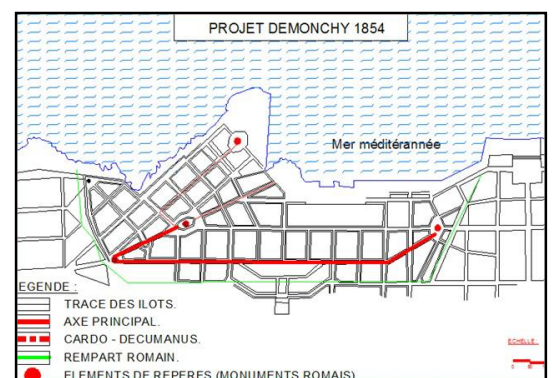 PROJET DEMONCHY 1854
Mer méditérannée
EGENDE :
TRACE DES ILOTS.
AXE PRINCIPAL.
CARDO - DECUMANUS.
REMPART ROMAIN.
ECHELLE :
ELEMENTS DE REPERES (MONUMENTS ROMAIS)